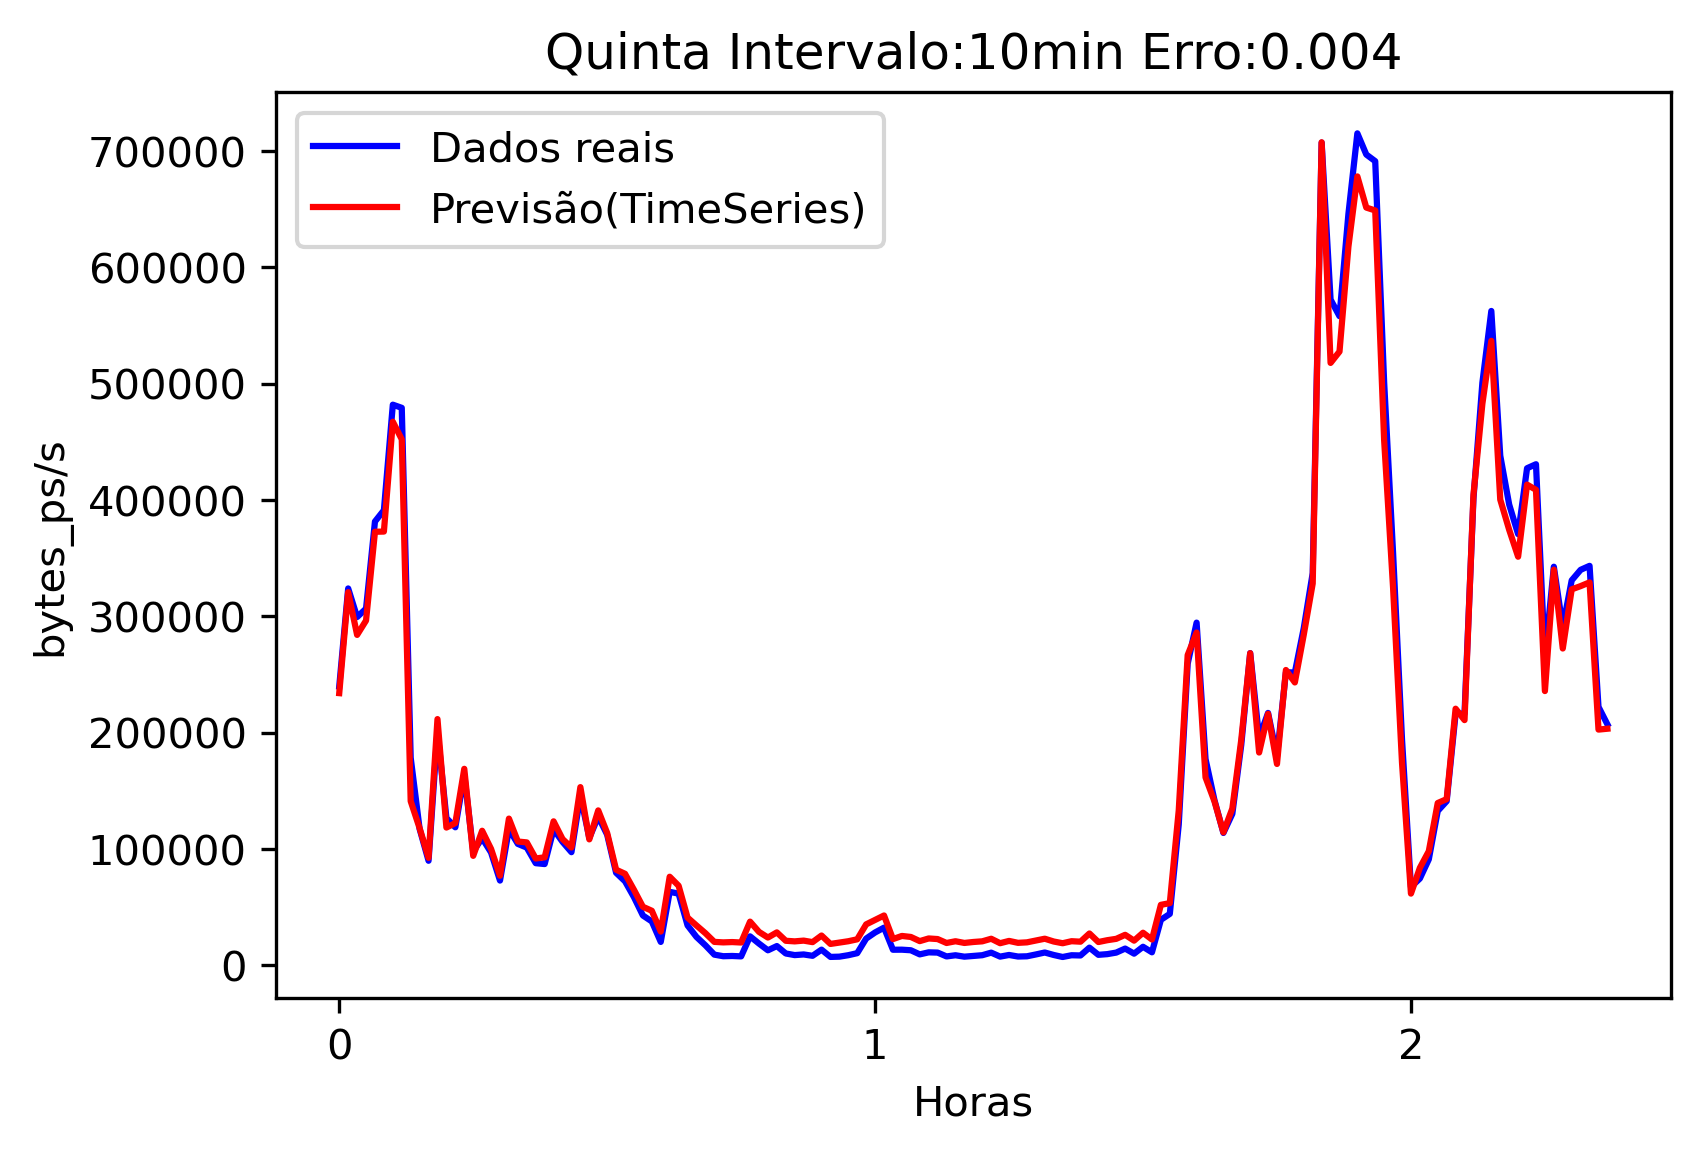 Quinta Intervalo:10min Erro:0.004
Dados reais
Previsão(TimeSeries)
700000
600000
500000
400000
300000
200000
100000
0
bytes_ps/s
0 1 2
Horas